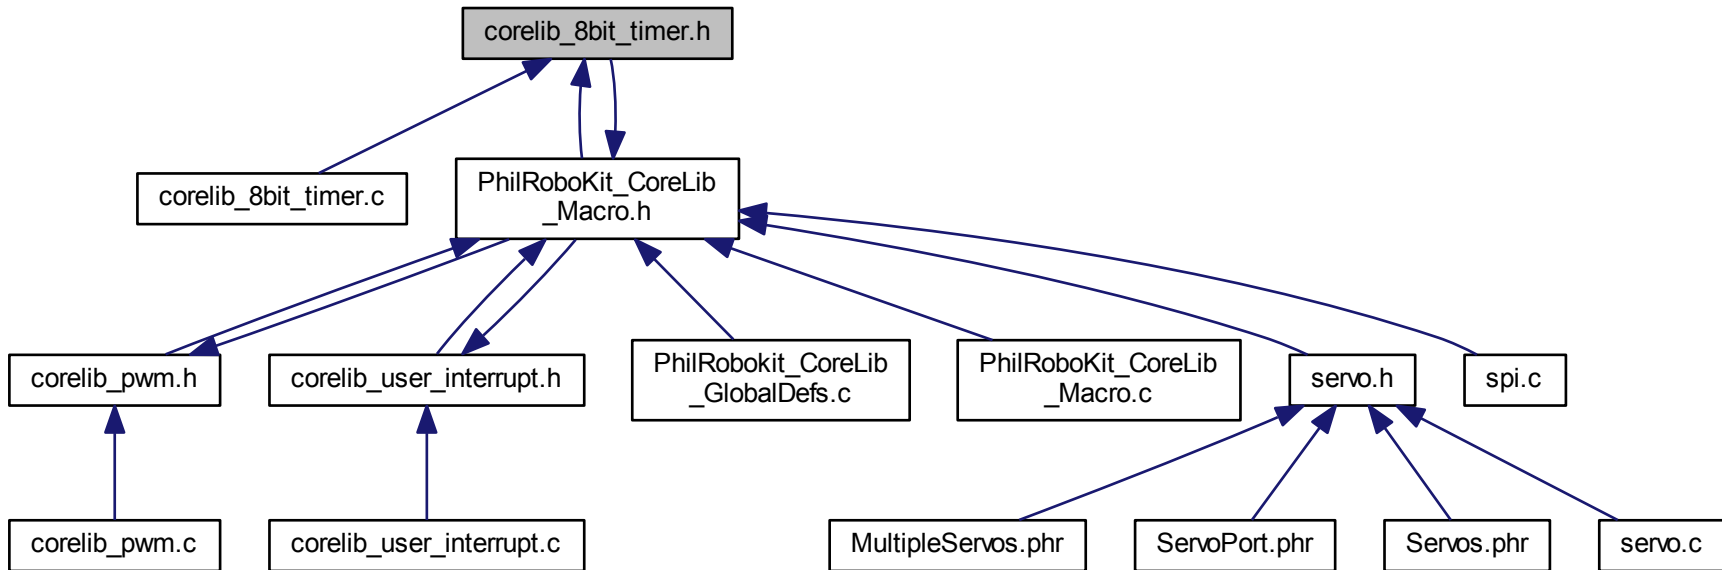 corelib_8bit_timer.h
corelib_8bit_timer.c
PhilRoboKit_CoreLib
_Macro.h
corelib_pwm.h
corelib_user_interrupt.h
PhilRobokit_CoreLib
_GlobalDefs.c
PhilRoboKit_CoreLib
_Macro.c
servo.h
spi.c
corelib_pwm.c
corelib_user_interrupt.c
MultipleServos.phr
ServoPort.phr
Servos.phr
servo.c